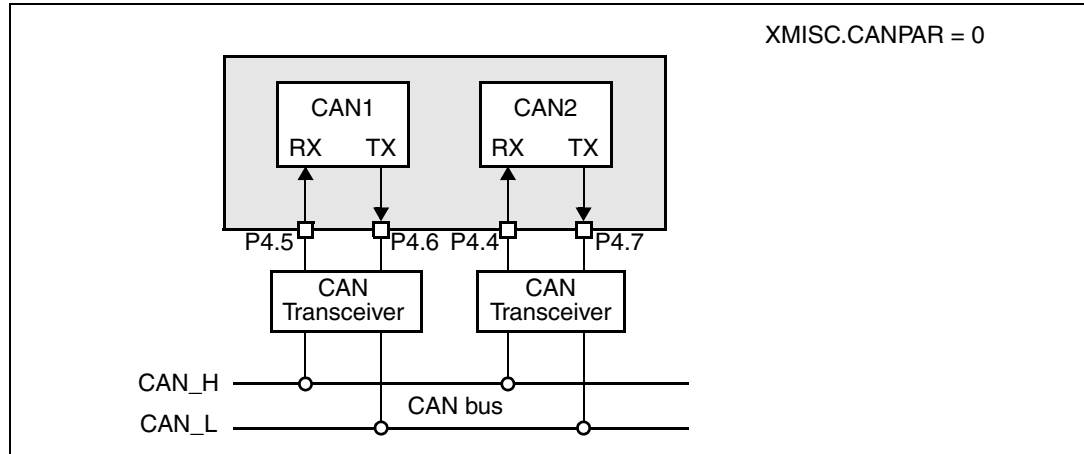 XMISC.CANPAR = 0
CAN1
CAN2
RX TX
RX TX
P4.5
P4.6
P4.4
P4.7
CAN
Transceiver
CAN
Transceiver
CAN_H
CAN bus
CAN_L